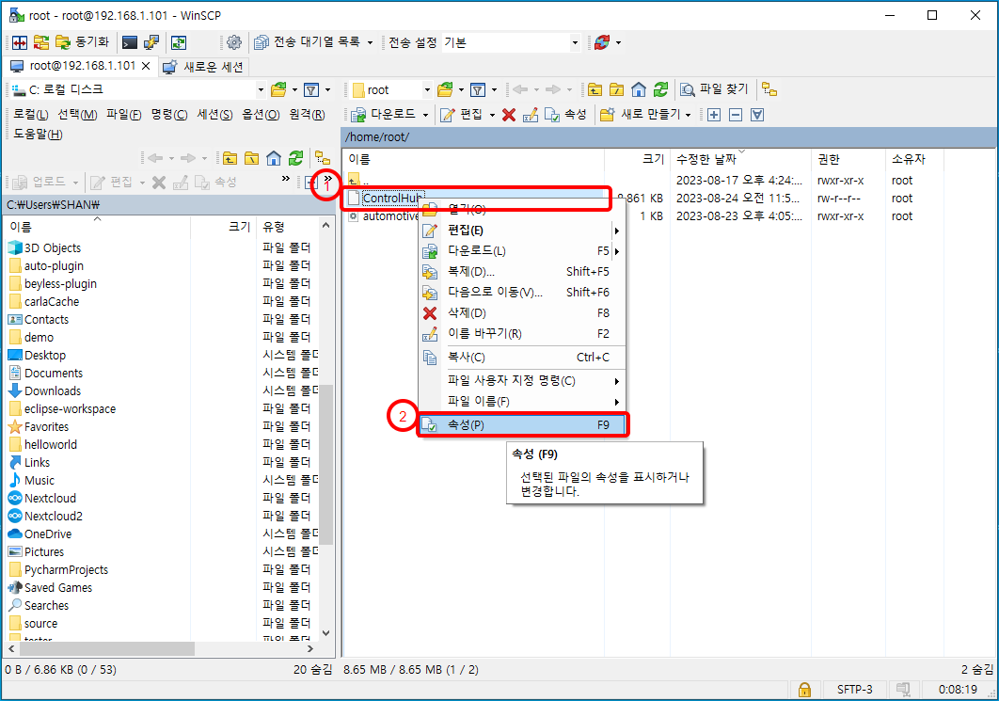 root - root@192.168.1.101 - WinSCP
동기화 전송 대기열 목록 전송 설정 기본
root@192.168.1.101 새로운 세션
C: 로컬 디스크
root
파일 찾기
로컬(L) 선택(M) 파일(F) 명령(C) 세션(S) 옵션(O) 원격(R)
도움말(H)
다운로드 편집 속성 새로 만들기
업로드 편집 속성
C:\Users\SHAN\
이름 크기 유형
3D Objects 파일 폴더
auto-plugin 파일 폴더
beyless-plugin 파일 폴더
carlaCache 파일 폴더
Contacts 파일 폴더
demo 파일 폴더
Desktop 시스템 폴더
Documents 시스템 폴더
Downloads 시스템 폴더
eclipse-workspace 파일 폴더
Favorites 파일 폴더
helloworld 파일 폴더
Links 파일 폴더
Music 시스템 폴더
Nextcloud 파일 폴더
Nextcloud2 파일 폴더
OneDrive 시스템 폴더
Pictures 시스템 폴더
PycharmProjects 파일 폴더
Saved Games 파일 폴더
Searches 파일 폴더
source 파일 폴더
tester 파일 폴더
0 B / 6.86 KB (0 / 53) 20 숨김
/home/root/
이름 크기 수정한 날짜 권한 소유자
.. 2023-08-17 오후 4:24:... rwxr-xr-x root
1
ControlHub 861 KB 2023-08-24 오전 11:5... rw-r--r-- root
automotive 1 KB 2023-08-23 오후 4:05:... rwxr-xr-x root
열기(O)
편집(E)
다운로드(L) F5
복제(D)... Shift+F5
다음으로 이동(V)... Shift+F6
삭제(D) F8
이름 바꾸기(R) F2
복사(C) Ctrl+C
파일 사용자 지정 명령(C)
파일 이름(F)
2
속성(P) F9
속성 (F9)
선택된 파일의 속성을 표시하거나
변경합니다.
8.65 MB / 8.65 MB (1 / 2) 2 숨김
SFTP-3 0:08:19